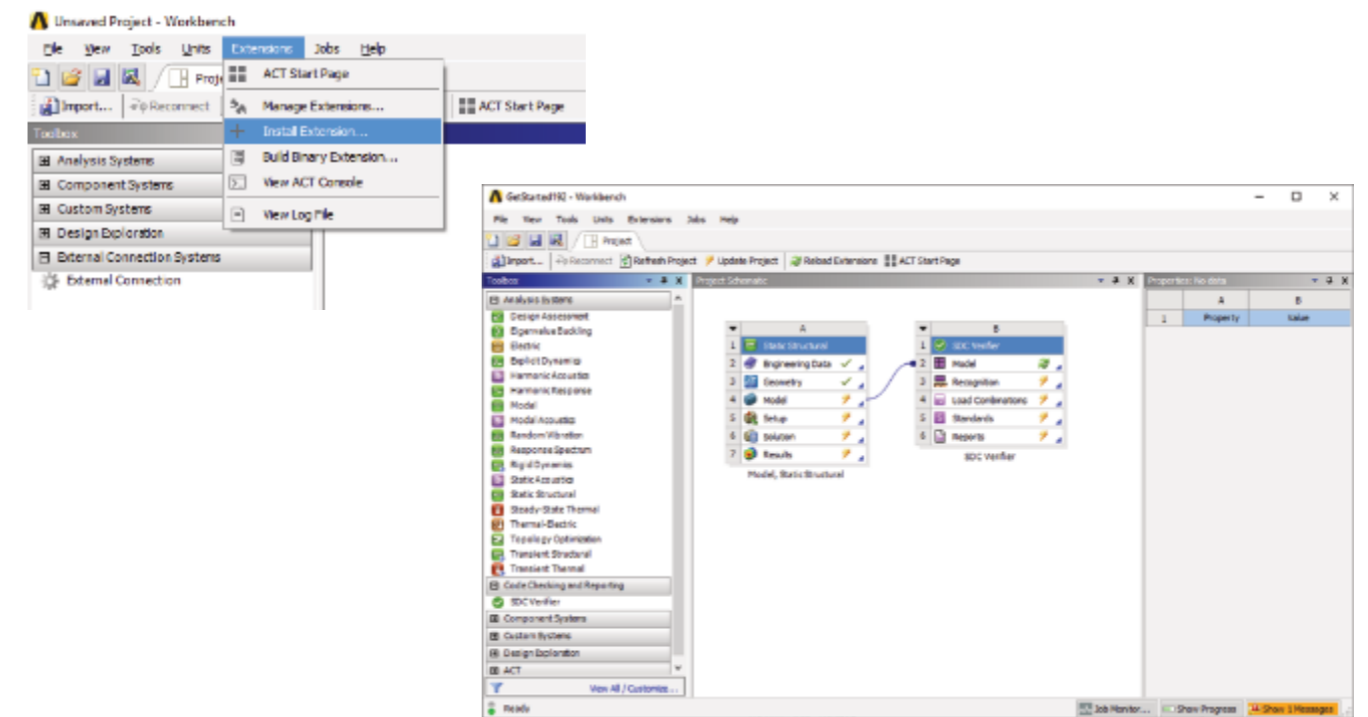 Unsaved Project - Workbench
File View Tools Units Extensions Jobs Help
Proje
ACT Start Page
Import... Reconnect
Manage Extensions...
ACT Start Page
Toolbox
Install Extension...
Analysis Systems
Build Binary Extension...
Component Systems
View ACT Console
Custom Systems
View Log File
Design Exploration
External Connection Systems
External Connection
GetStarted192 - Workbench
File View Tools Units Extensions Jobs Help
Project
Import... Reconnect Refresh Project Update Project Reload Extensions ACT Start Page
Toolbox
Analysis Systems
Design Assessment
Eigenvalue Buckling
Electric
Explicit Dynamics
Harmonic Acoustics
Harmonic Response
Modal
Modal Acoustics
Random Vibration
Response Spectrum
Rigid Dynamics
Static Acoustics
Static Structural
Steady-State Thermal
Thermal-Electric
Topology Optimization
Transient Structural
Transient Thermal
Code Checking and Reporting
SDC Verifier
Component Systems
Custom Systems
Design Exploration
ACT
View All / Customize...
Project Schematic
A
1 Static Structural
2 Engineering Data
3 Geometry
4 Model
5 Setup
6 Solution
7 Results
Model, Static Structural
B
1 SDC Verifier
2 Model
3 Recognition
4 Load Combinations
5 Standards
6 Reports
SDC Verifier
Properties: No data
A B
1 Property Value
Ready
Job Monitor... Show Progress Show 1 Messages